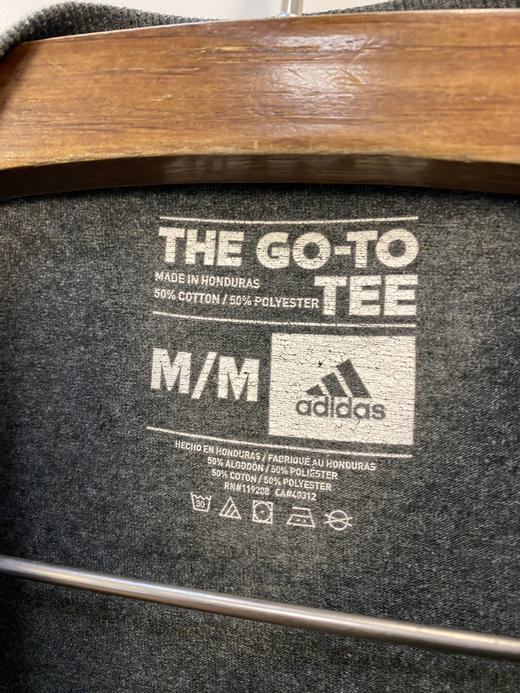 THE GO-TO
MADE IN HONDURAS
50% COTTON / 50% POLYESTER
TEE
M/M
adidas
HECHO EN HONDURAS / FABRIQUÉ AU HONDURAS
50% ALGODÓN / 50% POLIÉSTER
50% COTON / 50% POLYESTER
RN#119208 CA#40312
30